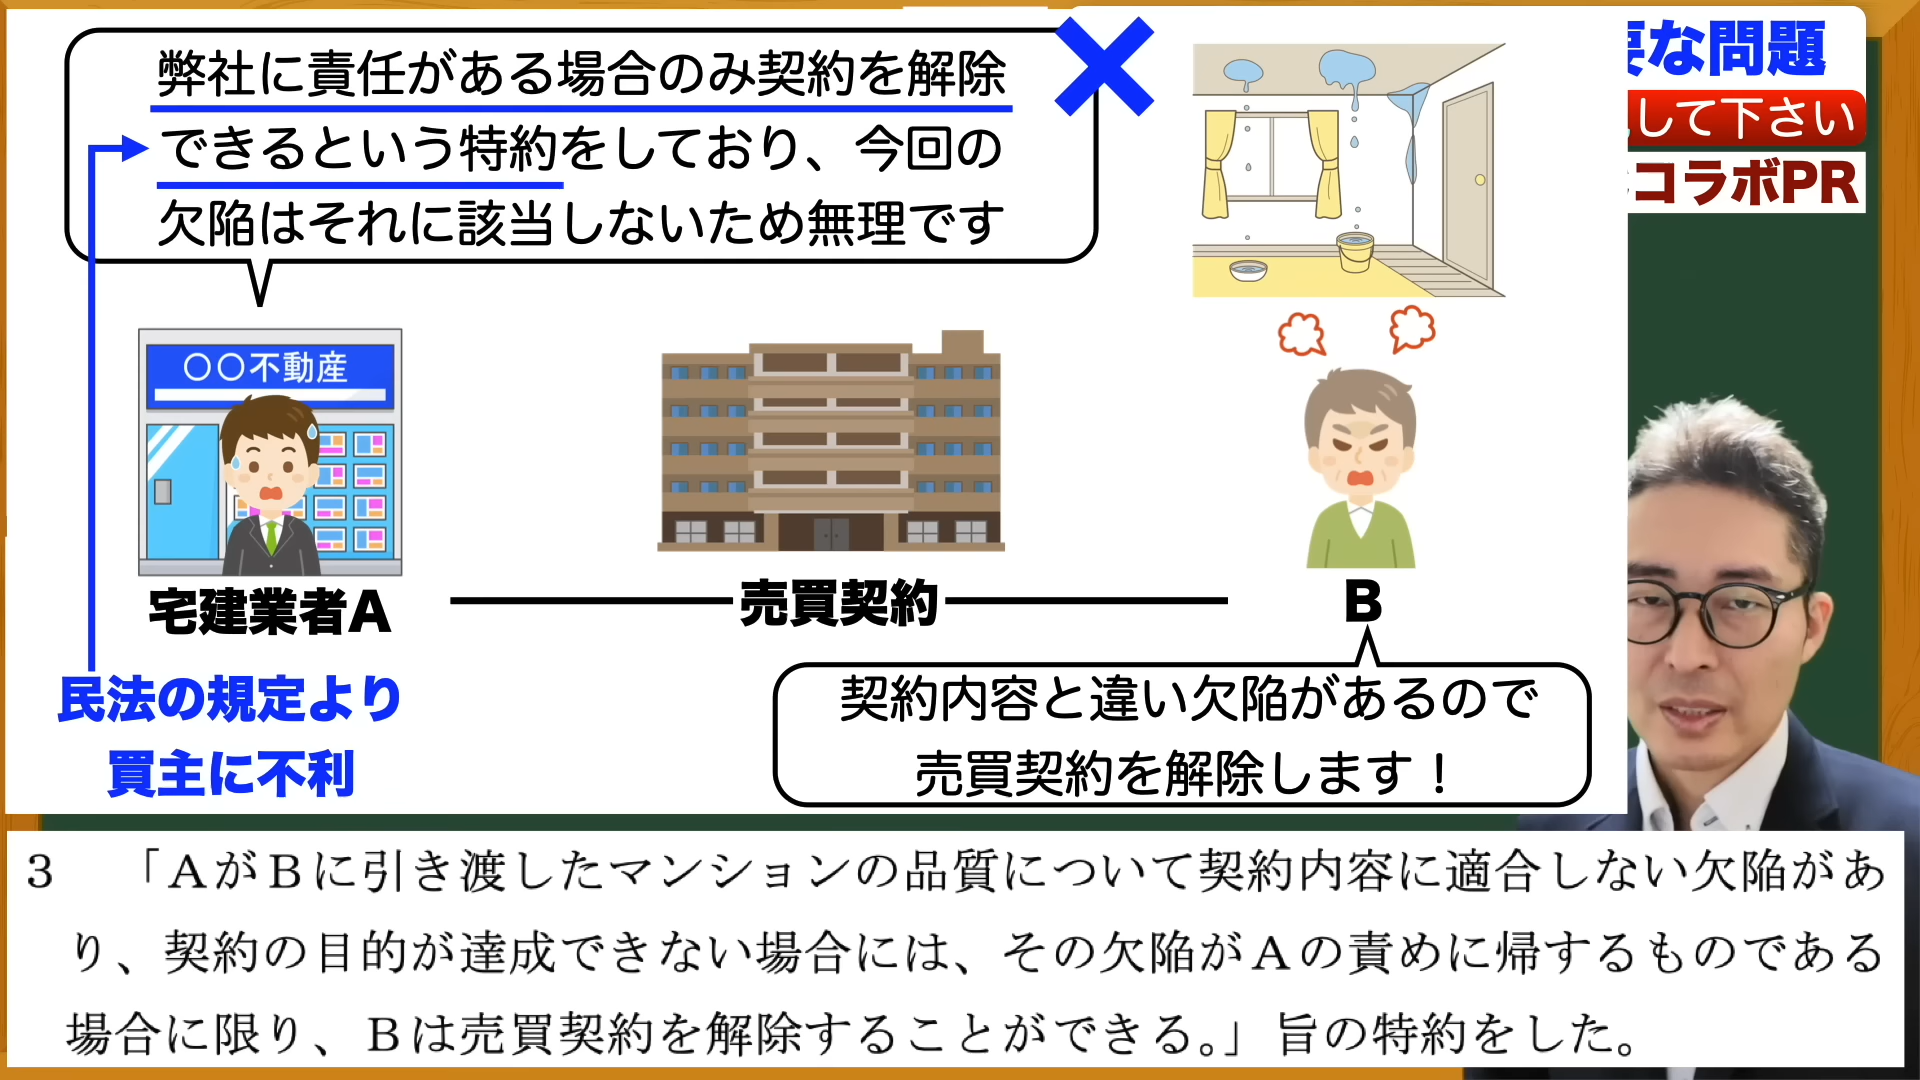 弊社に責任がある場合のみ契約を解除
できるという特約をしており、今回の
欠陥はそれに該当しないため無理です
な問題
して下さい
コラボPR
〇〇不動産
宅建業者A
売買契約
B
民法の規定より
買主に不利
契約内容と違い欠陥があるので
売買契約を解除します！
3 「AがBに引き渡したマンションの品質について契約内容に適合しない欠陥があ
り、契約の目的が達成できない場合には、その欠陥がAの責めに帰するものである
場合に限り、Bは売買契約を解除することができる。」旨の特約をした。